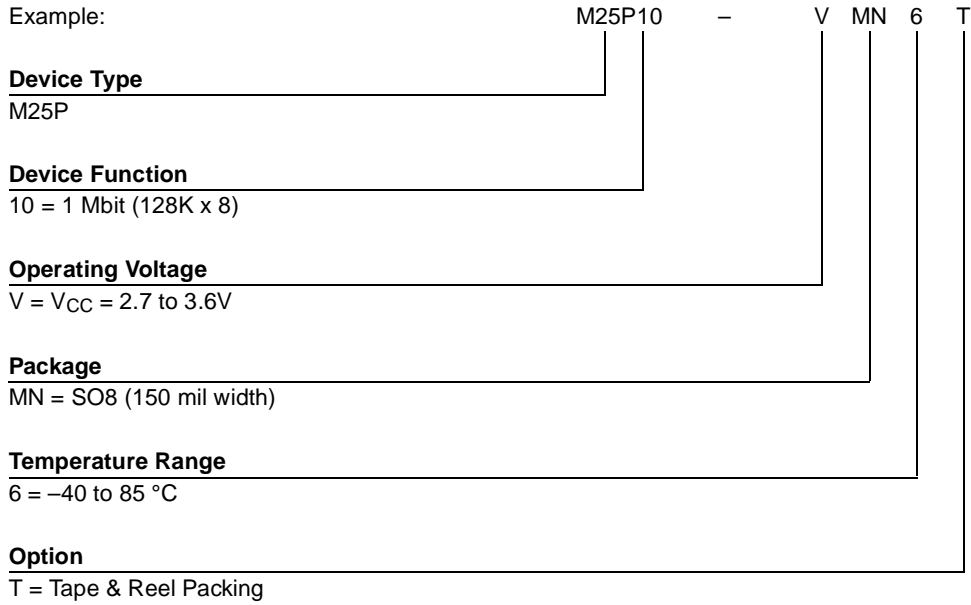 Example: M25P10 – V MN 6 T
Device Type
M25P
Device Function
10 = 1 Mbit (128K x 8)
Operating Voltage
V = VCC = 2.7 to 3.6V
Package
MN = SO8 (150 mil width)
Temperature Range
6 = –40 to 85 °C
Option
T = Tape & Reel Packing